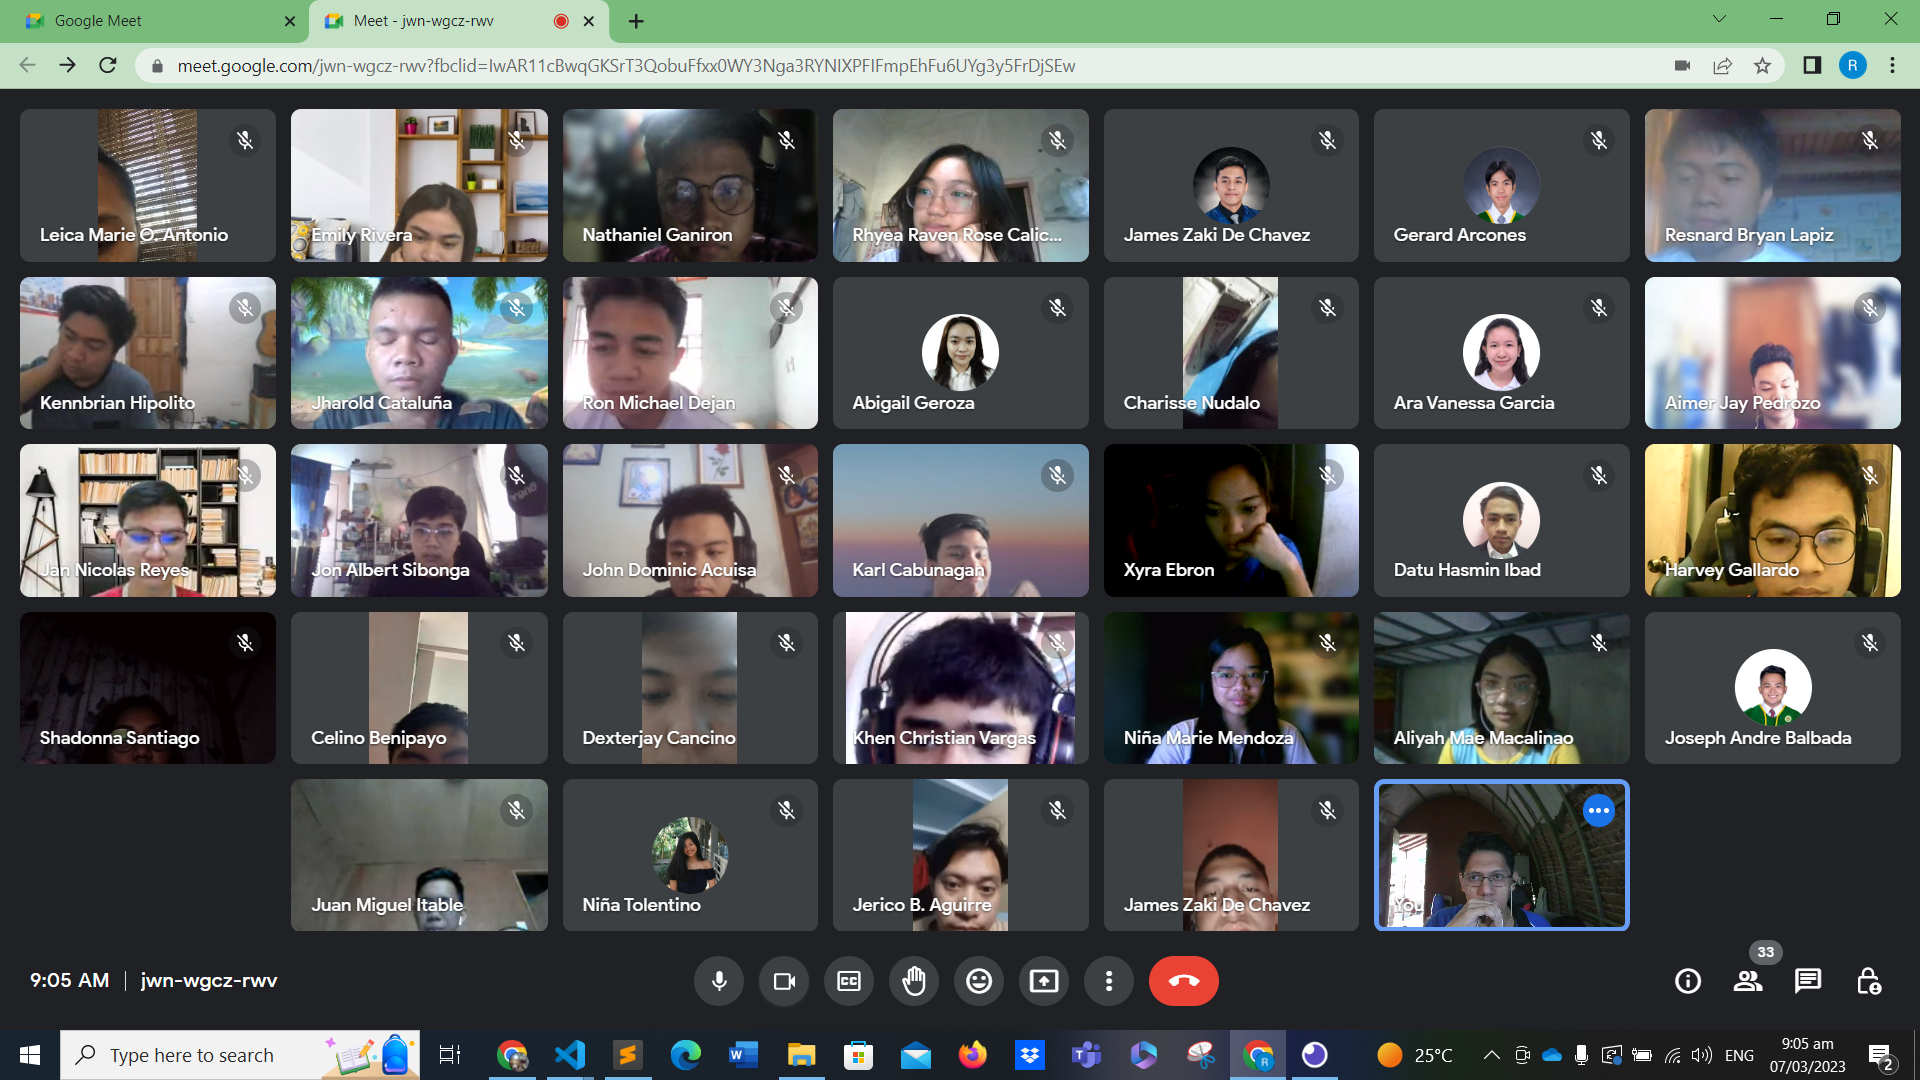 Google Meet
Meet - jwn-wgcz-rwv
meet.google.com/jwn-wgcz-rwv?fbclid=IwAR11cBwqGKSrT3QobuFfxx0WY3Nga3RYNIXPFIFmpEhFu6UYg3y5FrDjSEw
R
Leica Marie O. Antonio
Emily Rivera
Nathaniel Ganiron
Rhyea Raven Rose Calic...
James Zaki De Chavez
Gerard Arcones
Resnard Bryan Lapiz
Kennbrian Hipolito
Jharold Cataluña
Ron Michael Dejan
Abigail Geroza
Charisse Nudalo
Ara Vanessa Garcia
Aimer Jay Pedrozo
Jan Nicolas Reyes
Jon Albert Sibonga
John Dominic Acuisa
Karl Cabunagan
Xyra Ebron
Datu Hasmin Ibad
Harvey Gallardo
Shadonna Santiago
Celino Benipayo
Dexterjay Cancino
Khen Christian Vargas
Niña Marie Mendoza
Aliyah Mae Macalinao
Joseph Andre Balbada
Juan Miguel Itable
Niña Tolentino
Jerico B. Aguirre
James Zaki De Chavez
You
33
9:05 AM | jwn-wgcz-rwv
CC
Type here to search
25°C
ENG
9:05 am
07/03/2023
2